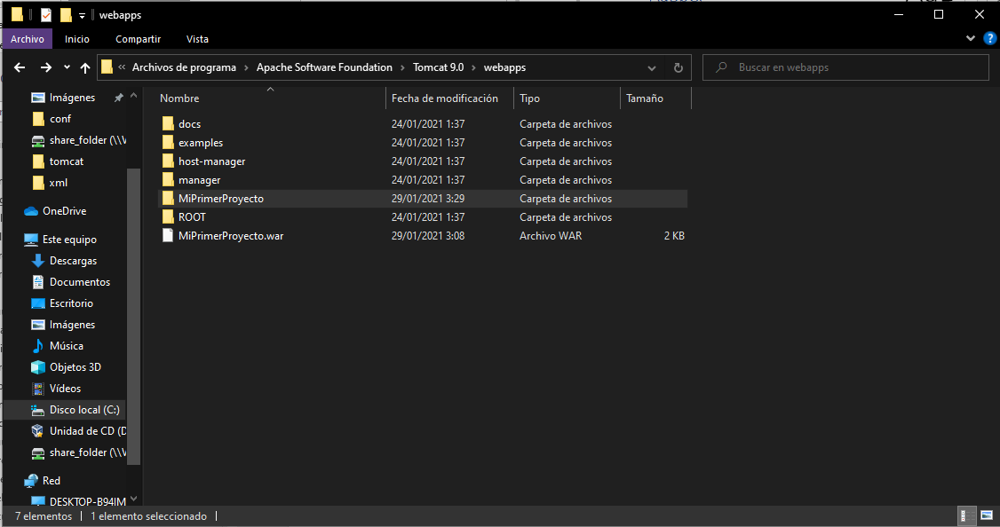 webapps
Archivo Inicio Compartir Vista
« Archivos de programa › Apache Software Foundation › Tomcat 9.0 › webapps
Buscar en webapps
Imágenes
conf
share_folder (\\V
tomcat
xml
OneDrive
Este equipo
Descargas
Documentos
Escritorio
Imágenes
Música
Objetos 3D
Vídeos
Disco local (C:)
Unidad de CD (D
share_folder (\\V
Red
DESKTOP-B94IM
Nombre Fecha de modificación Tipo Tamaño
docs 24/01/2021 1:37 Carpeta de archivos
examples 24/01/2021 1:37 Carpeta de archivos
host-manager 24/01/2021 1:37 Carpeta de archivos
manager 24/01/2021 1:37 Carpeta de archivos
MiPrimerProyecto 29/01/2021 3:29 Carpeta de archivos
ROOT 24/01/2021 1:37 Carpeta de archivos
MiPrimerProyecto.war 29/01/2021 3:08 Archivo WAR 2 KB
7 elementos 1 elemento seleccionado